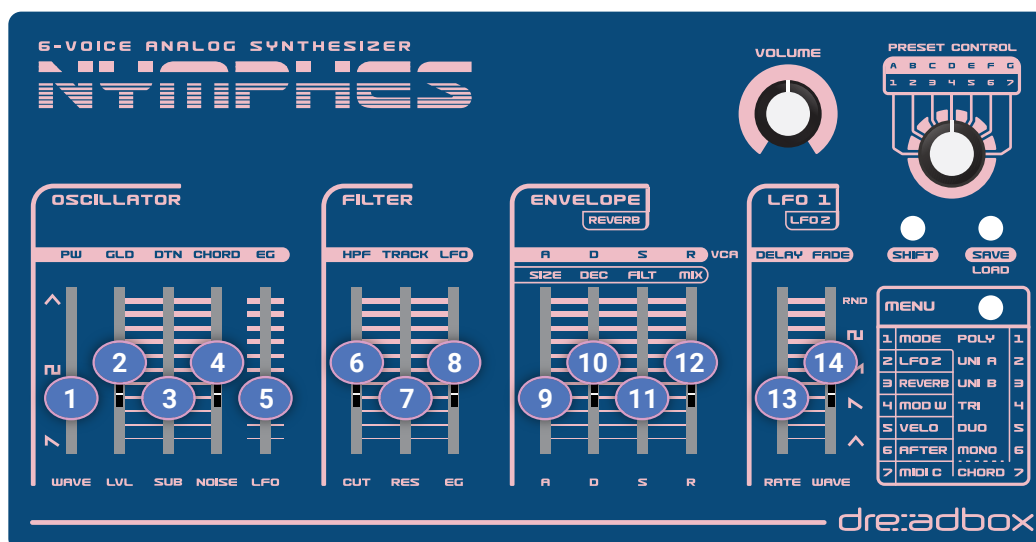 6-VOICE ANALOG SYNTHESIZER
NYMPHES
VOLUME
PRESET CONTROL
A B C D E F G
1 2 3 4 5 6 7
SHIFT
SAVE
LOAD
OSCILLATOR
PW GLD DTN CHORD EG
2 4
1 3 5
WAVE LVL SUB NOISE LFO
FILTER
HPF TRACK LFO
6 8
7
CUT RES EG
ENVELOPE
REVERB
A D S R VCA
SIZE DEC FILT MIX
10 12
9 11
A D S R
LFO 1
LFO 2
DELAY FADE
RND
14
13
RATE WAVE
MENU
1 MODE POLY 1
2 LFO 2 UNI A 2
3 REVERB UNI B 3
4 MOD W TRI 4
5 VELO DUO 5
6 AFTER MONO 6
7 MIDI C CHORD 7
dre:adbox